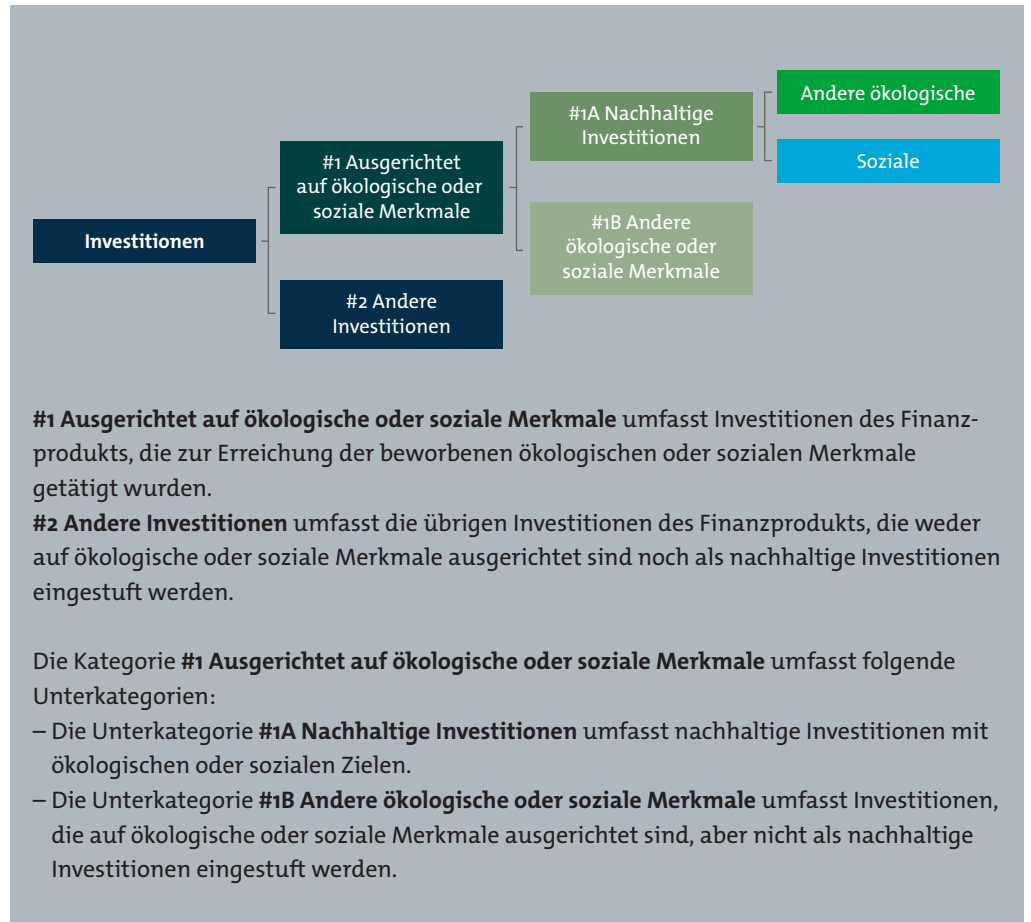 Andere ökologische
#1A Nachhaltige
Investitionen
Soziale
#1 Ausgerichtet
auf ökologische oder
soziale Merkmale
#1B Andere
ökologische oder
soziale Merkmale
Investitionen
#2 Andere
Investitionen
#1 Ausgerichtet auf ökologische oder soziale Merkmale umfasst Investitionen des Finanz-
produkts, die zur Erreichung der beworbenen ökologischen oder sozialen Merkmale
getätigt wurden.
#2 Andere Investitionen umfasst die übrigen Investitionen des Finanzprodukts, die weder
auf ökologische oder soziale Merkmale ausgerichtet sind noch als nachhaltige Investitionen
eingestuft werden.
Die Kategorie #1 Ausgerichtet auf ökologische oder soziale Merkmale umfasst folgende
Unterkategorien:
– Die Unterkategorie #1A Nachhaltige Investitionen umfasst nachhaltige Investitionen mit
ökologischen oder sozialen Zielen.
– Die Unterkategorie #1B Andere ökologische oder soziale Merkmale umfasst Investitionen,
die auf ökologische oder soziale Merkmale ausgerichtet sind, aber nicht als nachhaltige
Investitionen eingestuft werden.